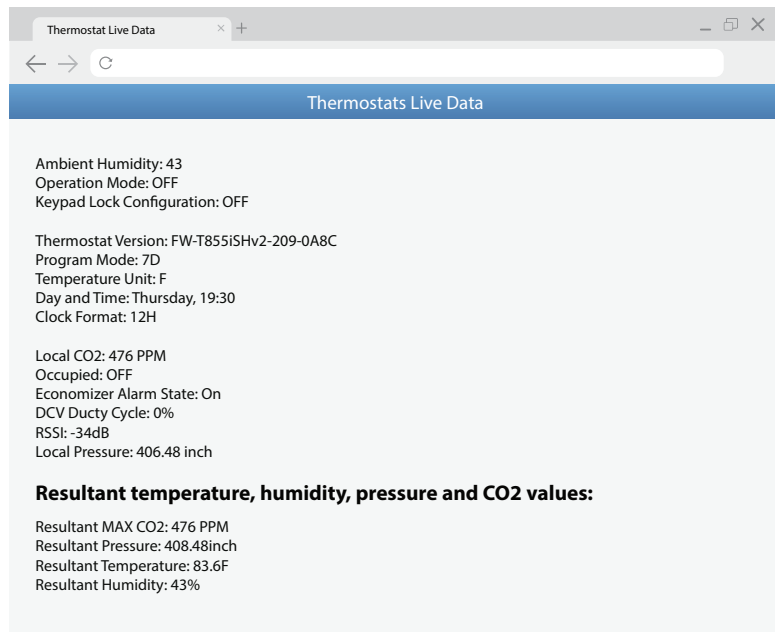 Thermostat Live Data
Thermostats Live Data
Ambient Humidity: 43
Operation Mode: OFF
Keypad Lock Configuration: OFF
Thermostat Version: FW-T855iSHv2-209-0A8C
Program Mode: 7D
Temperature Unit: F
Day and Time: Thursday, 19:30
Clock Format: 12H
Local CO2: 476 PPM
Occupied: OFF
Economizer Alarm State: On
DCV Ducty Cycle: 0%
RSSI: -34dB
Local Pressure: 406.48 inch
Resultant temperature, humidity, pressure and CO2 values:
Resultant MAX CO2: 476 PPM
Resultant Pressure: 408.48inch
Resultant Temperature: 83.6F
Resultant Humidity: 43%